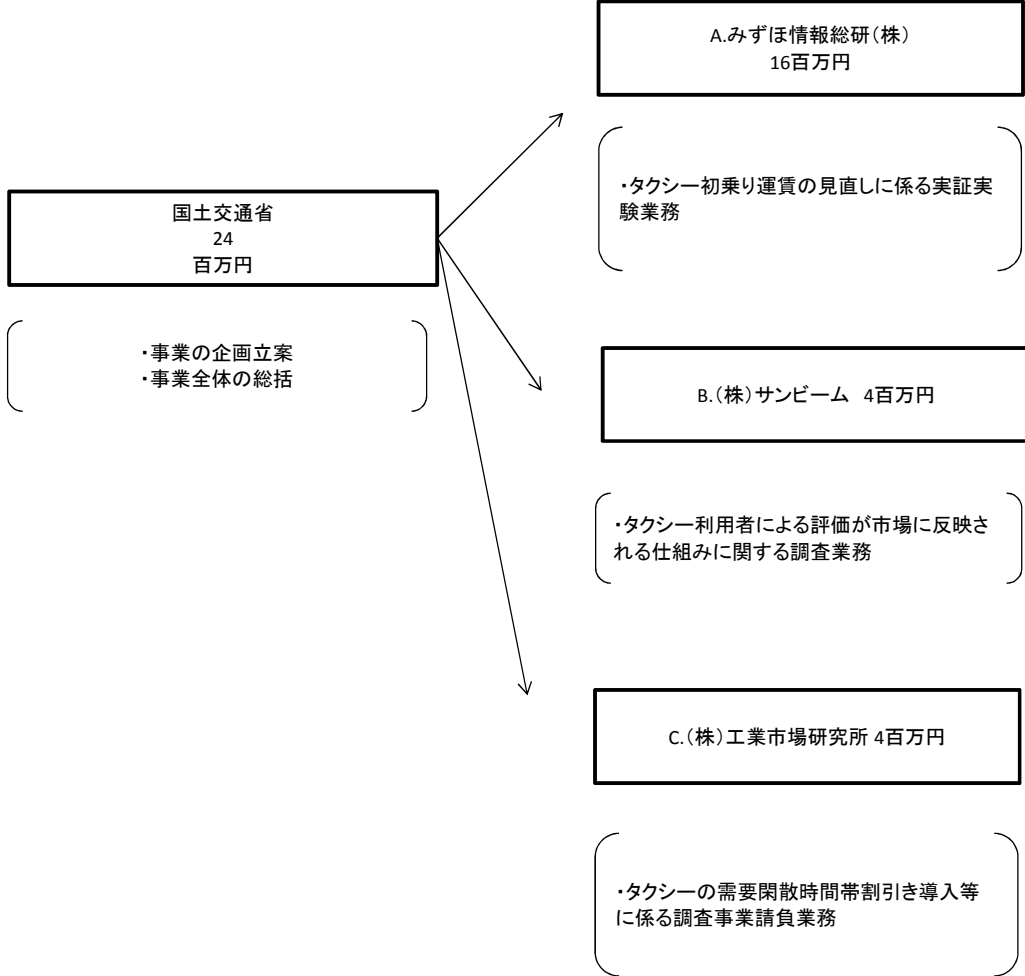 国土交通省
24
百万円
・事業の企画立案
・事業全体の総括
A.みずほ情報総研(株)
16百万円
・タクシー初乗り運賃の見直しに係る実証実
験業務
B.(株)サンビーム 4百万円
・タクシー利用者による評価が市場に反映さ
れる仕組みに関する調査業務
C.(株)工業市場研究所 4百万円
・タクシーの需要閑散時間帯割引き導入等
に係る調査事業請負業務